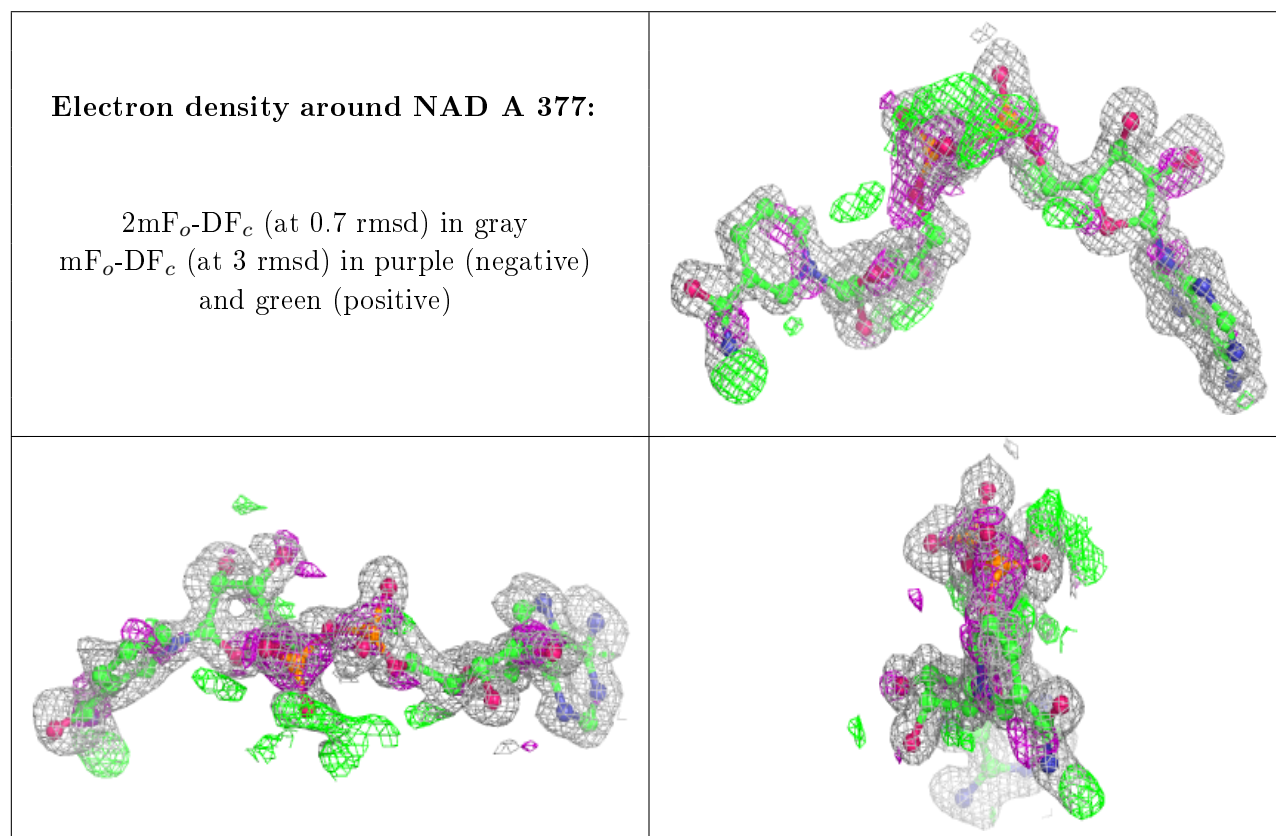 Electron density around NAD A 377:
2mFₒ-DF𝒸 (at 0.7 rmsd) in gray
mFₒ-DF𝒸 (at 3 rmsd) in purple (negative)
and green (positive)